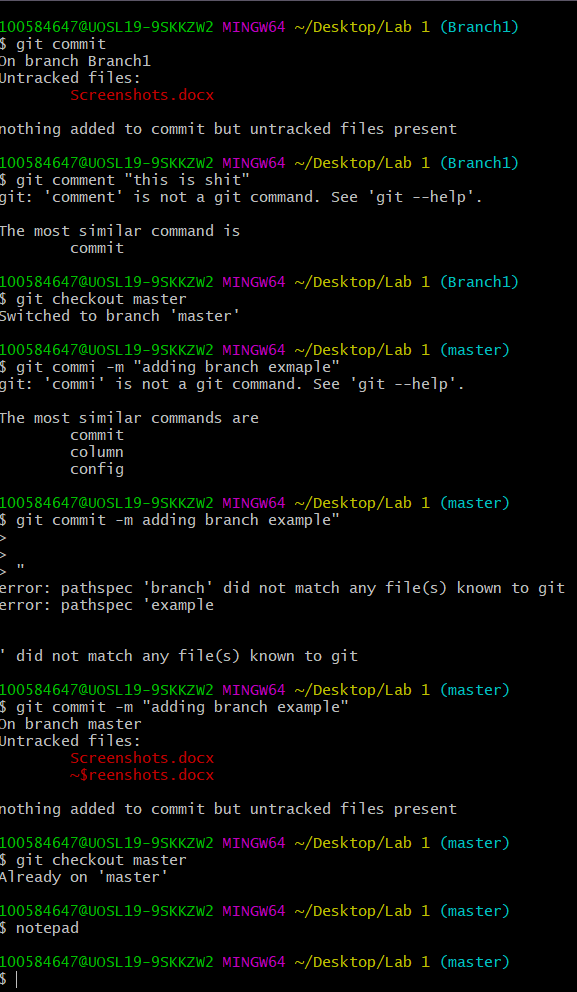 100584647@UOSL19-9SKKZW2 MINGW64 ~/Desktop/Lab 1 (Branch1)
$ git commit
On branch Branch1
Untracked files:
        Screenshots.docx

nothing added to commit but untracked files present

100584647@UOSL19-9SKKZW2 MINGW64 ~/Desktop/Lab 1 (Branch1)
$ git comment "this is shit"
git: 'comment' is not a git command. See 'git --help'.

The most similar command is
        commit

100584647@UOSL19-9SKKZW2 MINGW64 ~/Desktop/Lab 1 (Branch1)
$ git checkout master
Switched to branch 'master'

100584647@UOSL19-9SKKZW2 MINGW64 ~/Desktop/Lab 1 (master)
$ git commi -m "adding branch exmaple"
git: 'commi' is not a git command. See 'git --help'.

The most similar commands are
        commit
        column
        config

100584647@UOSL19-9SKKZW2 MINGW64 ~/Desktop/Lab 1 (master)
$ git commit -m adding branch example"
>
>
> "
error: pathspec 'branch' did not match any file(s) known to git
error: pathspec 'example


' did not match any file(s) known to git

100584647@UOSL19-9SKKZW2 MINGW64 ~/Desktop/Lab 1 (master)
$ git commit -m "adding branch example"
On branch master
Untracked files:
        Screenshots.docx
        ~$reenshots.docx

nothing added to commit but untracked files present

100584647@UOSL19-9SKKZW2 MINGW64 ~/Desktop/Lab 1 (master)
$ git checkout master
Already on 'master'

100584647@UOSL19-9SKKZW2 MINGW64 ~/Desktop/Lab 1 (master)
$ notepad

100584647@UOSL19-9SKKZW2 MINGW64 ~/Desktop/Lab 1 (master)
$